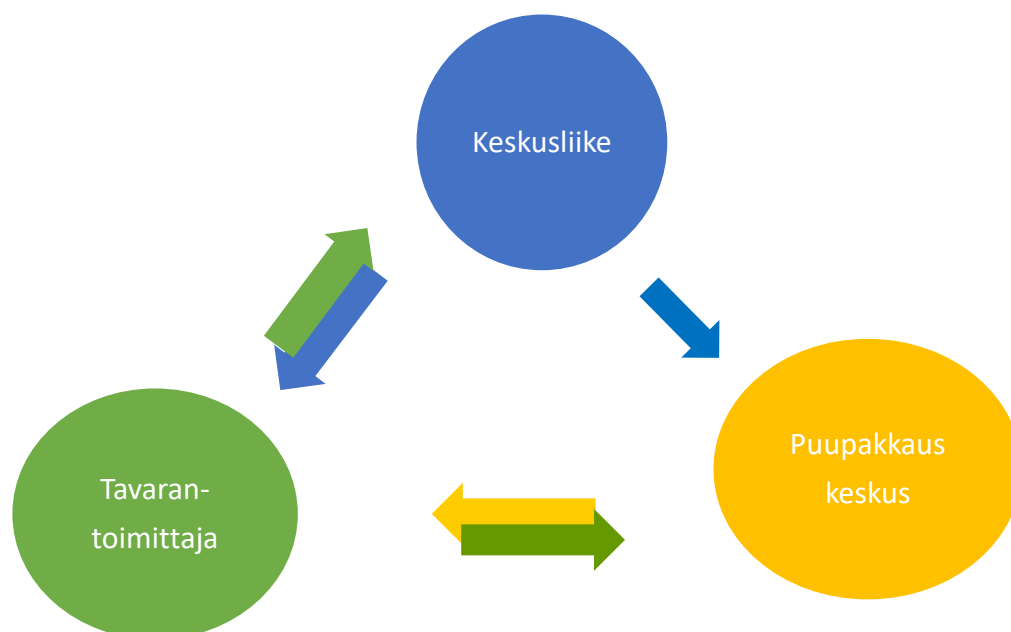 Keskusliike
Puupakkaus
keskus
Tavaran-
toimittaja